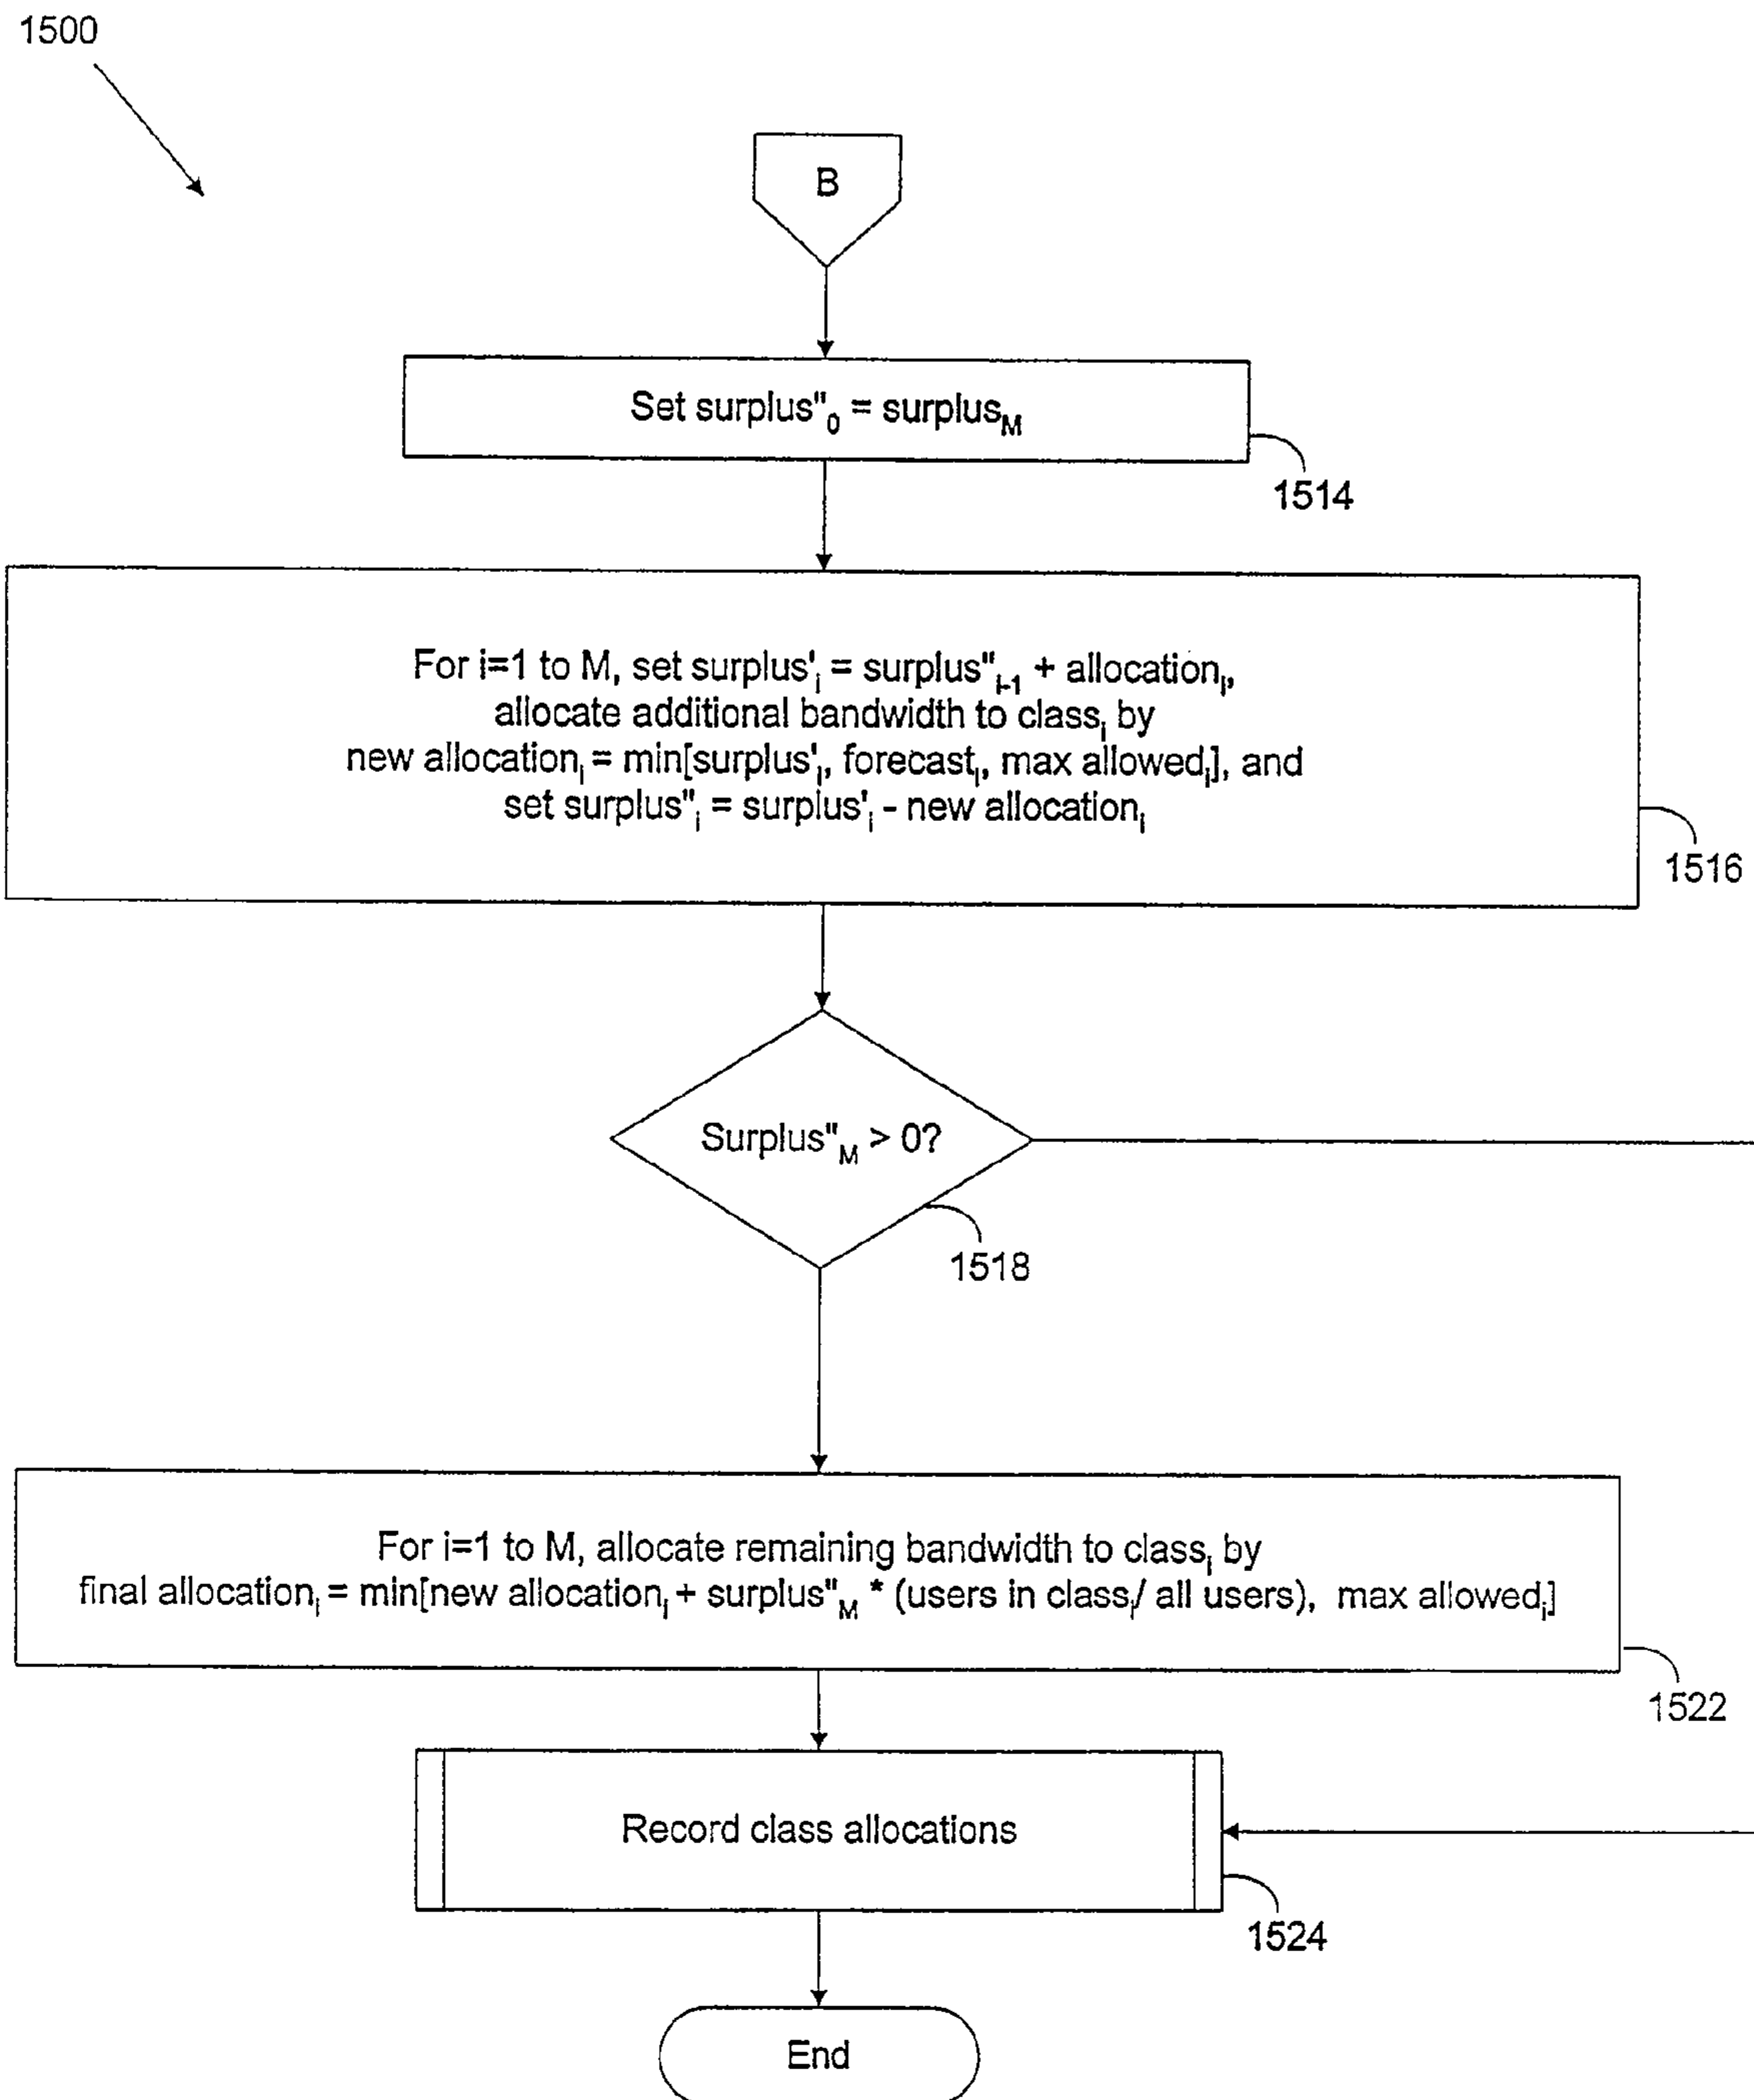 1500
B
Set surplus"₀ = surplus_M
1514
For i=1 to M, set surplus'ᵢ = surplus"ᵢ₋₁ + allocationᵢ,
allocate additional bandwidth to classᵢ by
new allocationᵢ = min[surplus'ᵢ, forecastᵢ, max allowedᵢ], and
set surplus"ᵢ = surplus'ᵢ - new allocationᵢ
1516
Surplus"_M > 0?
1518
For i=1 to M, allocate remaining bandwidth to classᵢ by
final allocationᵢ = min[new allocationᵢ + surplus"_M * (users in classᵢ/ all users), max allowedᵢ]
1522
Record class allocations
1524
End